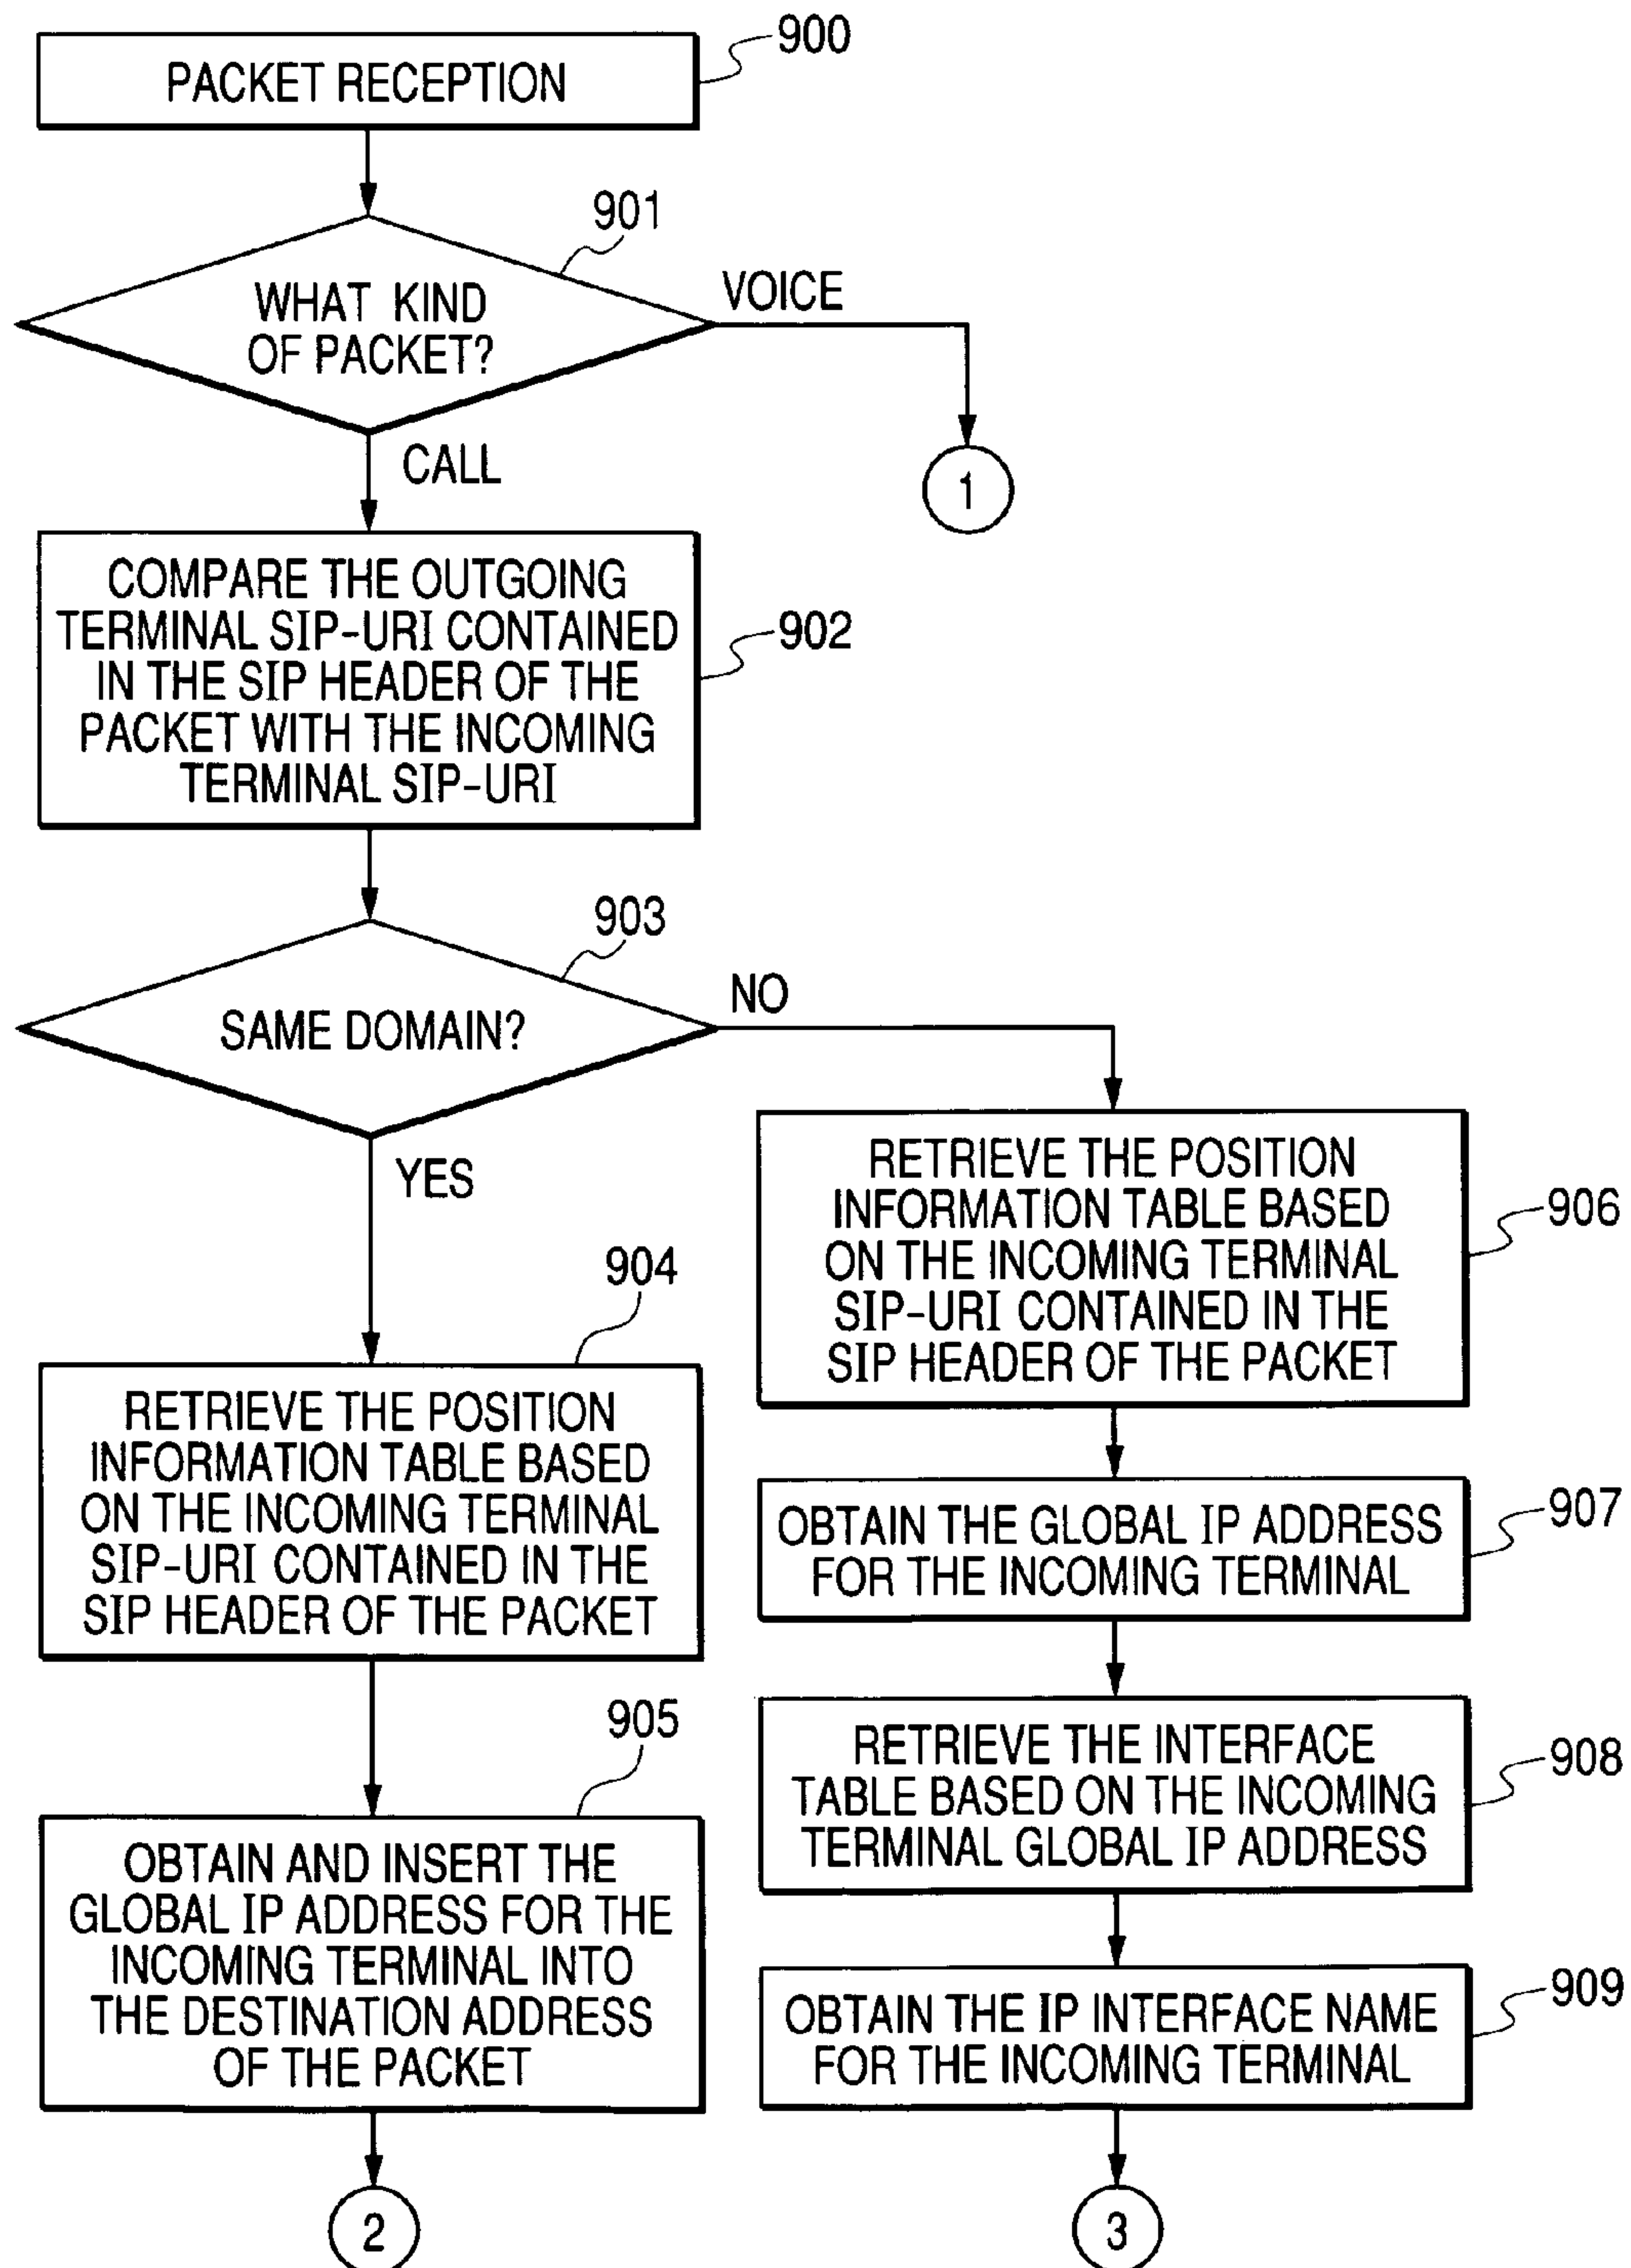 900
PACKET RECEPTION
901
WHAT KIND
OF PACKET?
VOICE
1
CALL
COMPARE THE OUTGOING
TERMINAL SIP-URI CONTAINED
IN THE SIP HEADER OF THE
PACKET WITH THE INCOMING
TERMINAL SIP-URI
902
903
SAME DOMAIN?
NO
YES
904
RETRIEVE THE POSITION
INFORMATION TABLE BASED
ON THE INCOMING TERMINAL
SIP-URI CONTAINED IN THE
SIP HEADER OF THE PACKET
905
OBTAIN AND INSERT THE
GLOBAL IP ADDRESS FOR THE
INCOMING TERMINAL INTO
THE DESTINATION ADDRESS
OF THE PACKET
2
RETRIEVE THE POSITION
INFORMATION TABLE BASED
ON THE INCOMING TERMINAL
SIP-URI CONTAINED IN THE
SIP HEADER OF THE PACKET
906
OBTAIN THE GLOBAL IP ADDRESS
FOR THE INCOMING TERMINAL
907
RETRIEVE THE INTERFACE
TABLE BASED ON THE INCOMING
TERMINAL GLOBAL IP ADDRESS
908
OBTAIN THE IP INTERFACE NAME
FOR THE INCOMING TERMINAL
909
3